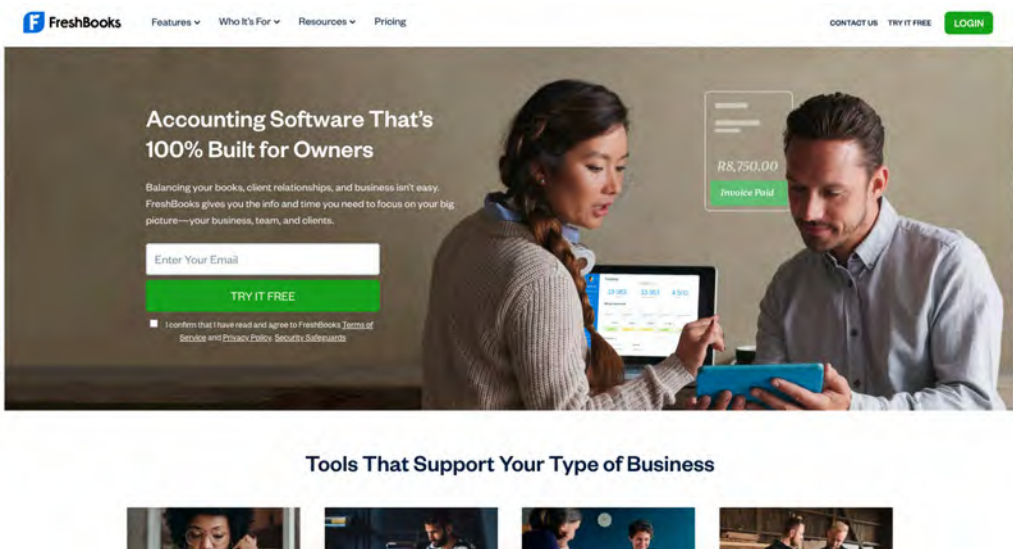 FreshBooks
Features
Who It's For
Resources
Pricing
CONTACT US
TRY IT FREE
LOGIN
Accounting Software That's
100% Built for Owners
Balancing your books, client relationships, and business isn't easy.
FreshBooks gives you the info and time you need to focus on your big
picture—your business, team, and clients.
Enter Your Email
TRY IT FREE
I confirm that I have read and agree to FreshBooks Terms of
Service and Privacy Policy, Security Safeguards
R8,750.00
Invoice Paid
Tools That Support Your Type of Business